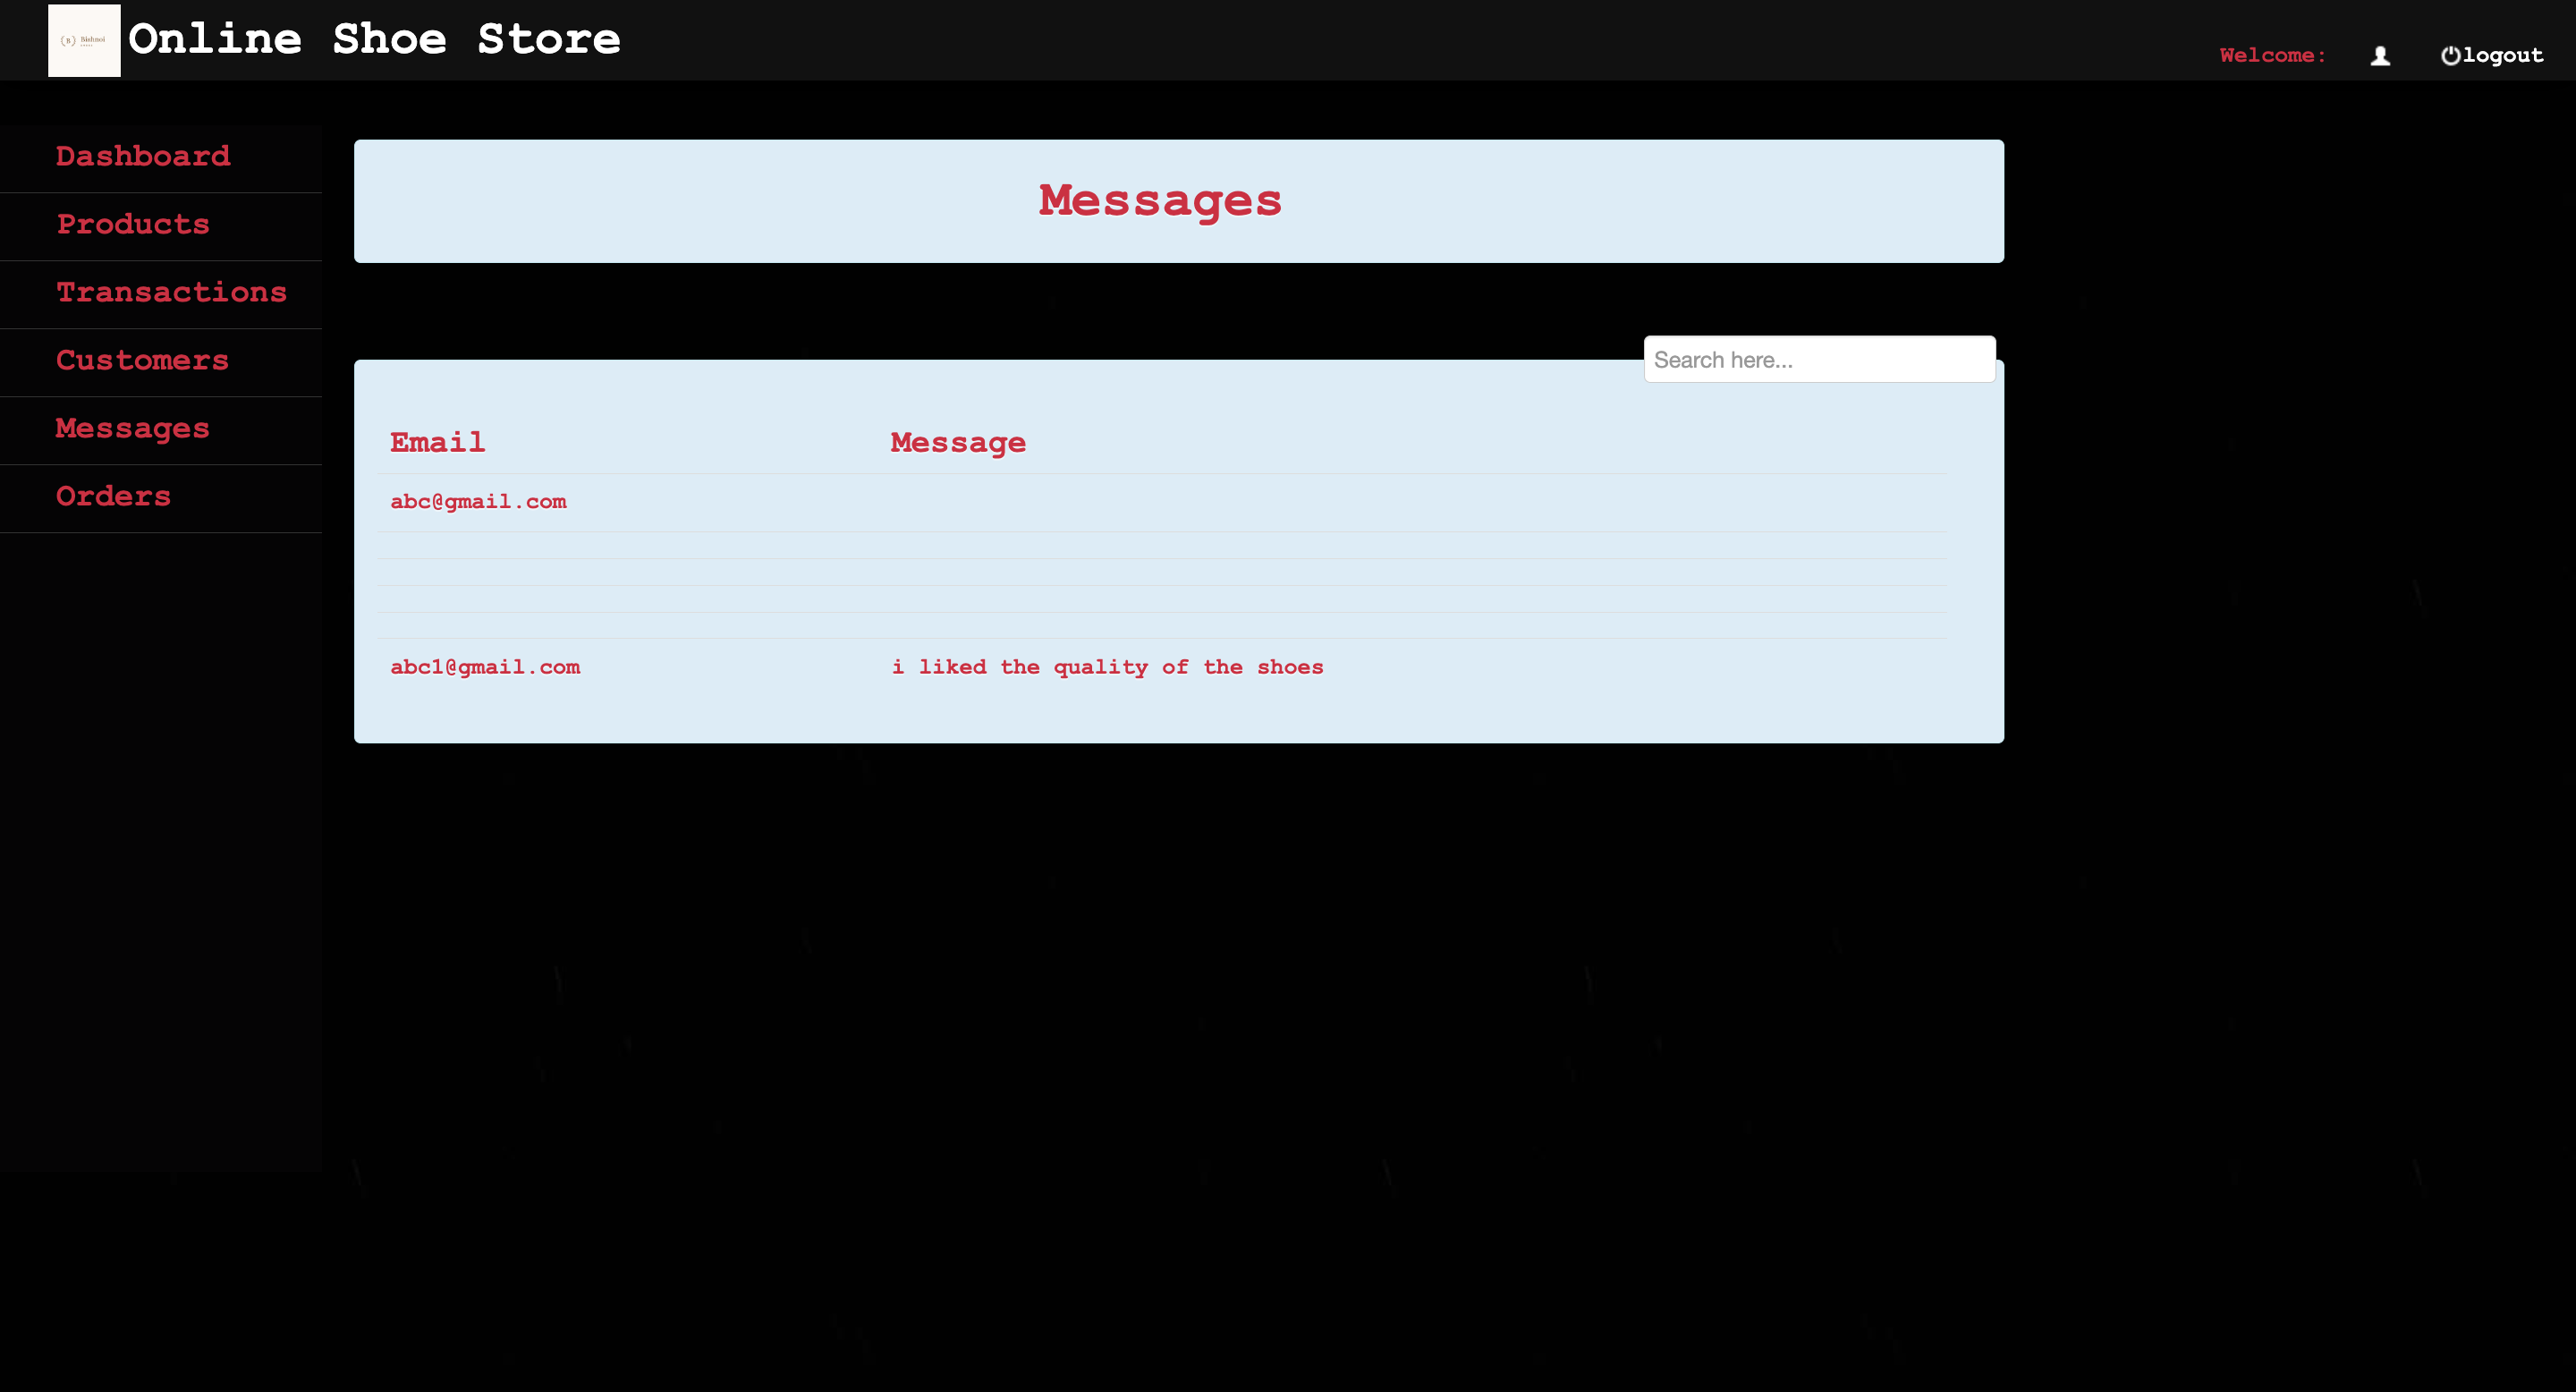 Bishnoi
Online Shoe Store
Welcome:
logout
Dashboard
Products
Transactions
Customers
Messages
Orders
Messages
Search here...
Email Message
abc@gmail.com
abc1@gmail.com i liked the quality of the shoes